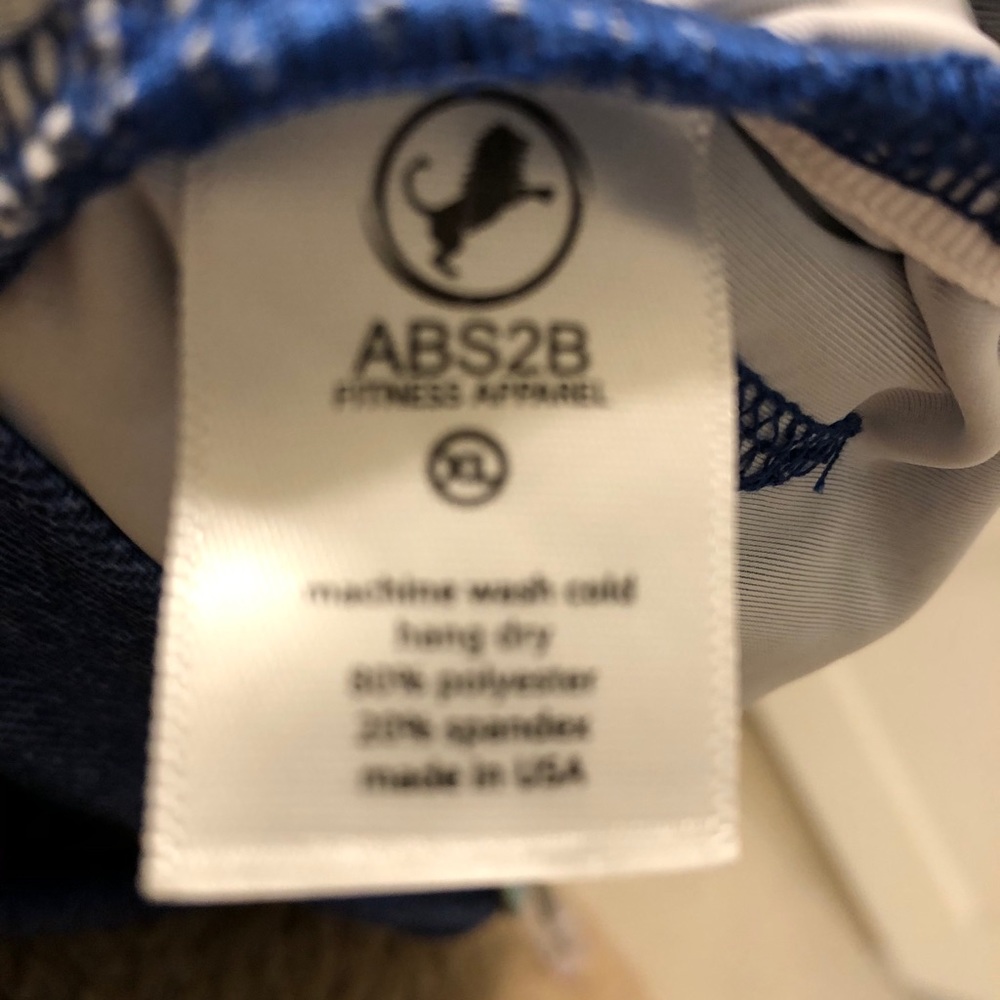 ABS2B
FITNESS APPAREL
XL
machine wash cold
hang dry
80% polyester
20% spandex
made in USA